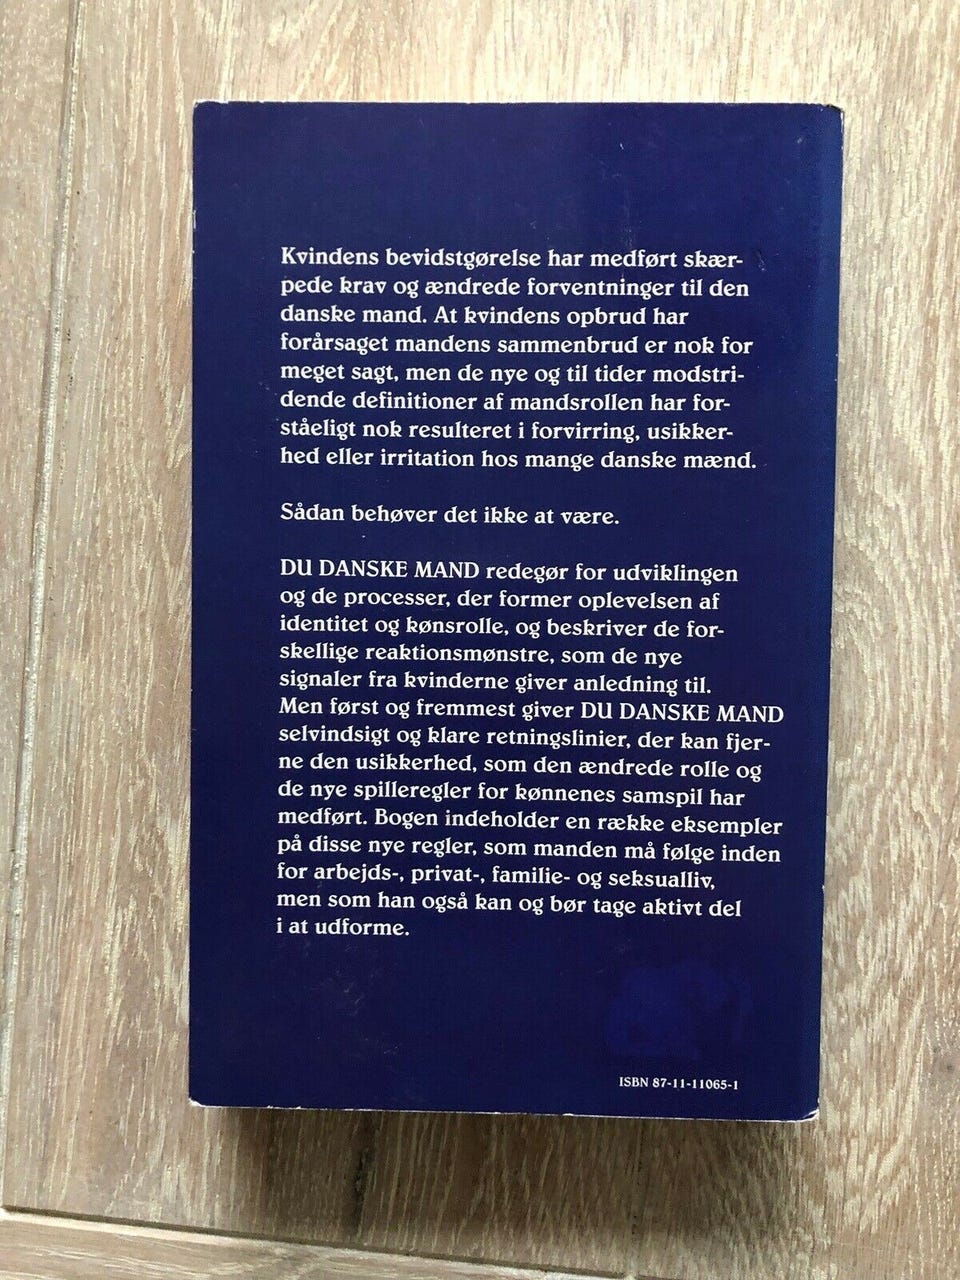 Kvindens bevidstgørelse har medført skær-
pede krav og ændrede forventninger til den
danske mand. At kvindens opbrud har
forårsaget mandens sammenbrud er nok for
meget sagt, men de nye og til tider modstri-
dende definitioner af mandsrollen har for-
ståeligt nok resulteret i forvirring, usikker-
hed eller irritation hos mange danske mænd.
Sådan behøver det ikke at være.
DU DANSKE MAND redegør for udviklingen
og de processer, der former oplevelsen af
identitet og kønsrolle, og beskriver de for-
skellige reaktionsmønstre, som de nye
signaler fra kvinderne giver anledning til.
Men først og fremmest giver DU DANSKE MAND
selvindsigt og klare retningslinier, der kan fjer-
ne den usikkerhed, som den ændrede rolle og
de nye spilleregler for kønnenes samspil har
medført. Bogen indeholder en række eksempler
på disse nye regler, som manden må følge inden
for arbejds-, privat-, familie- og seksualliv,
men som han også kan og bør tage aktivt del
i at udforme.
ISBN 87-11-11065-1